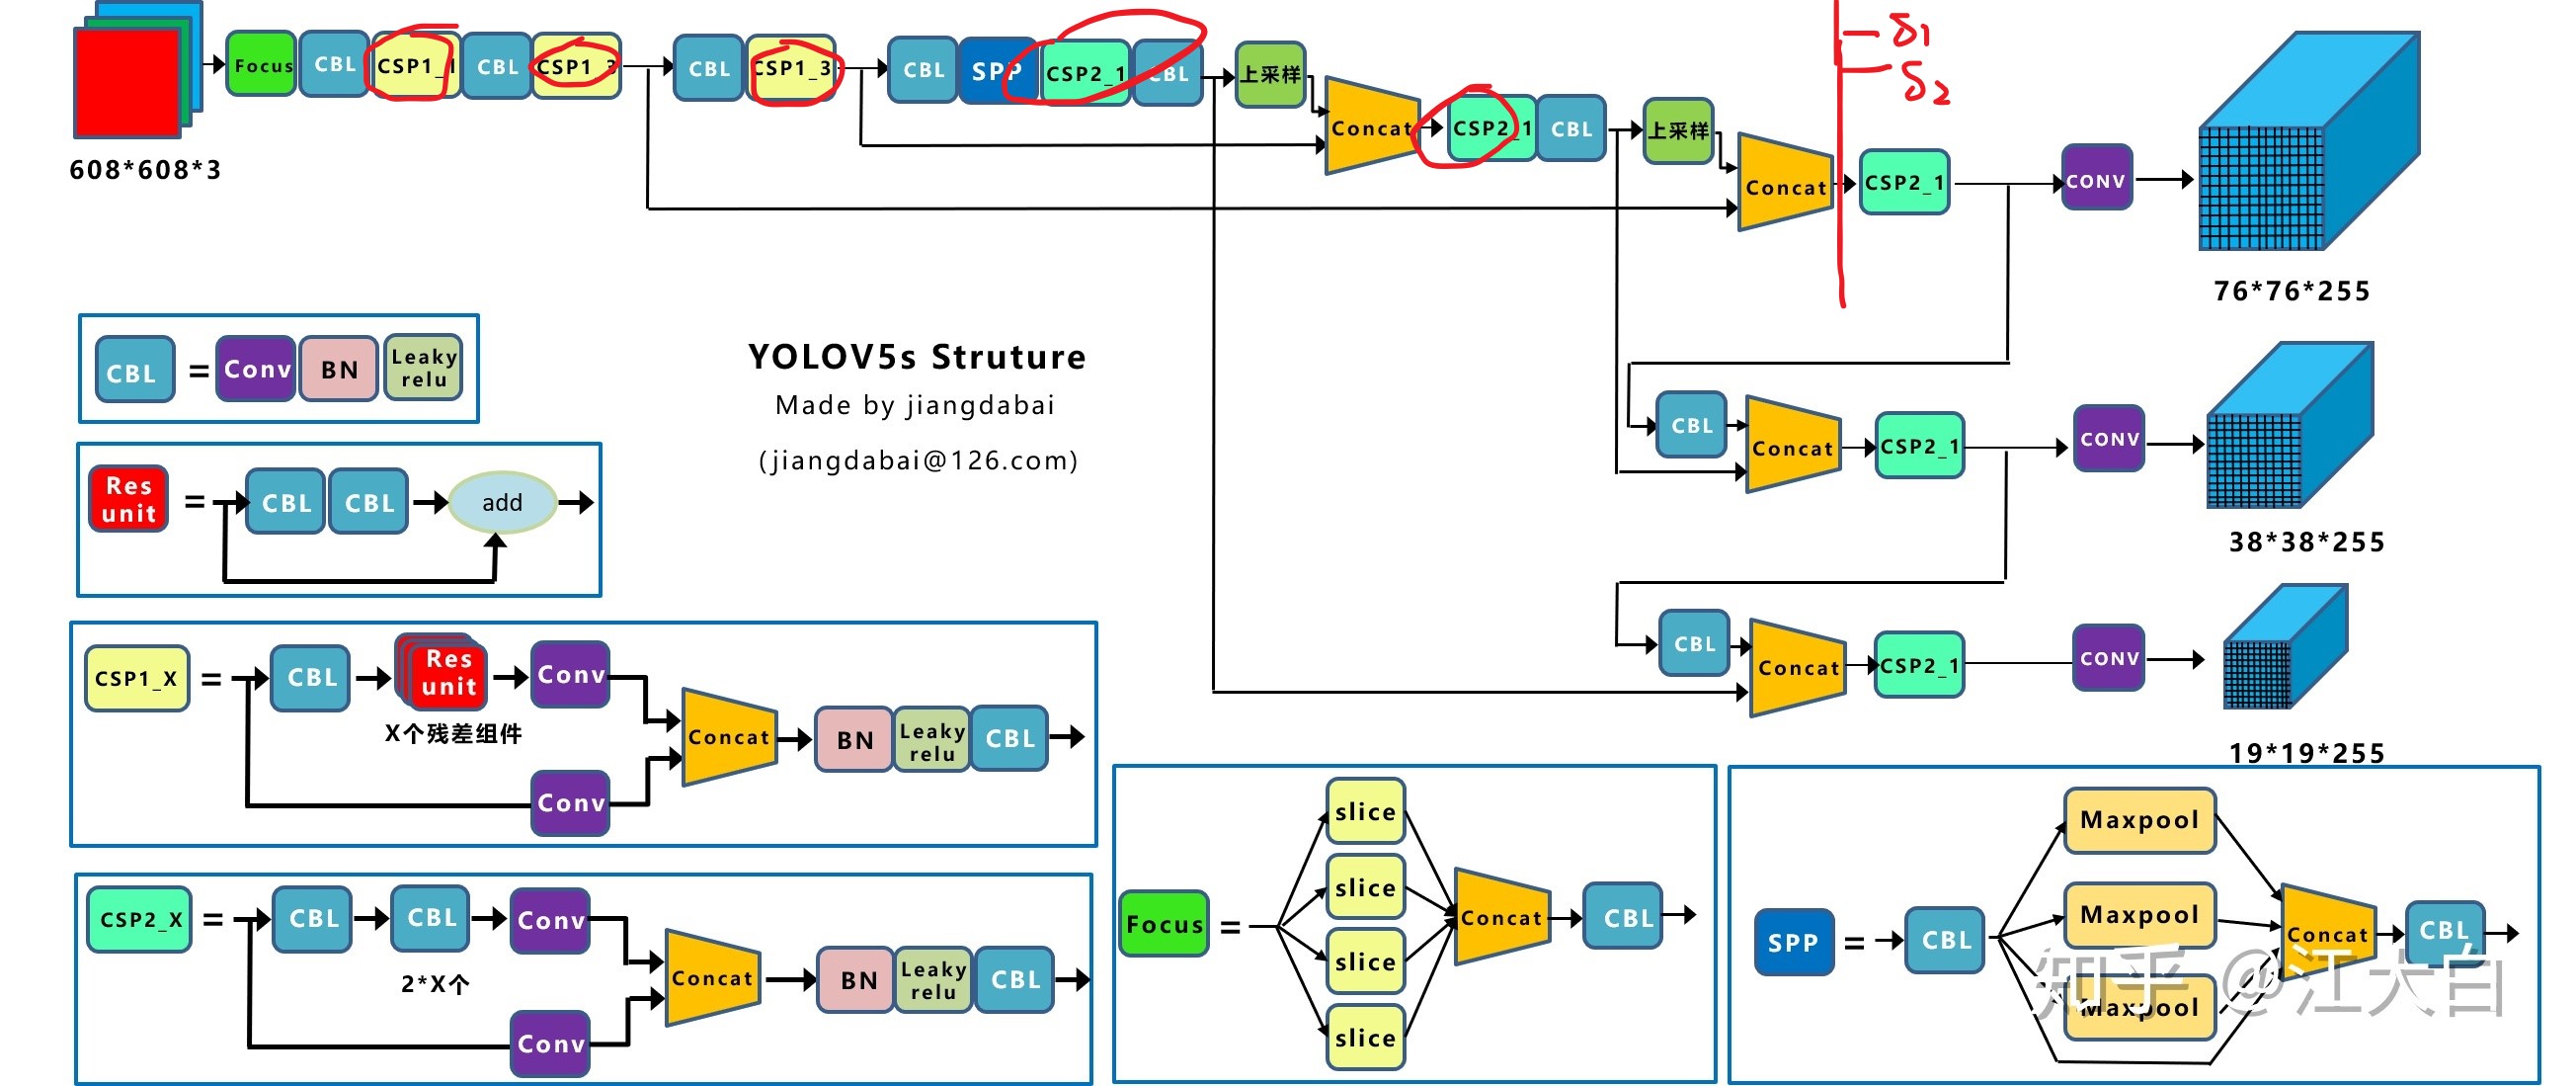 Focus CBL CSP1_1 CBL CSP1_3 CBL CSP1_3 CBL SPP CSP2_1 CBL 上采样
Concat CSP2_1 CBL 上采样
δ1
δ2
Concat CSP2_1 CONV
608*608*3
76*76*255
YOLOV5s Struture
Made by jiangdabai
(jiangdabai@126.com)
CBL = Conv BN Leaky relu
CBL Concat CSP2_1 CONV
38*38*255
Res unit = CBL CBL add
CBL Concat CSP2_1 CONV
19*19*255
CSP1_X = CBL Res unit Conv
X个残差组件
Concat BN Leaky relu CBL
Conv
CSP2_X = CBL CBL Conv
2*X个
Concat BN Leaky relu CBL
Conv
slice
slice
Focus = Concat CBL
slice
slice
Maxpool
Maxpool
SPP = CBL Concat CBL
Maxpool
知乎 @江大白